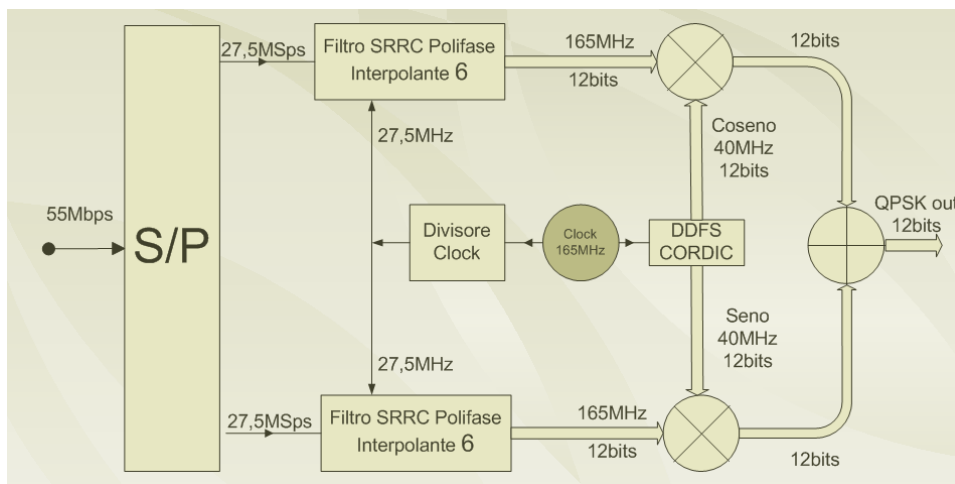 55Mbps
S/P
27,5MSps
Filtro SRRC Polifase
Interpolante 6
165MHz
12bits
12bits
27,5MHz
Coseno
40MHz
12bits
Divisore
Clock
Clock
165MHz
DDFS
CORDIC
QPSK out
12bits
Seno
40MHz
12bits
27,5MHz
27,5MSps
Filtro SRRC Polifase
Interpolante 6
165MHz
12bits
12bits